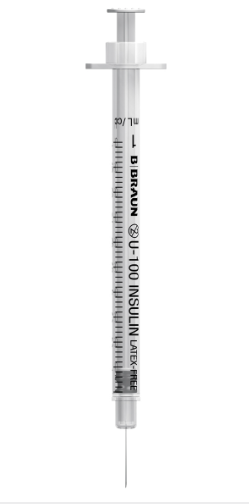 mL/cc
1
B|BRAUN
U-100 INSULIN LATEX-FREE